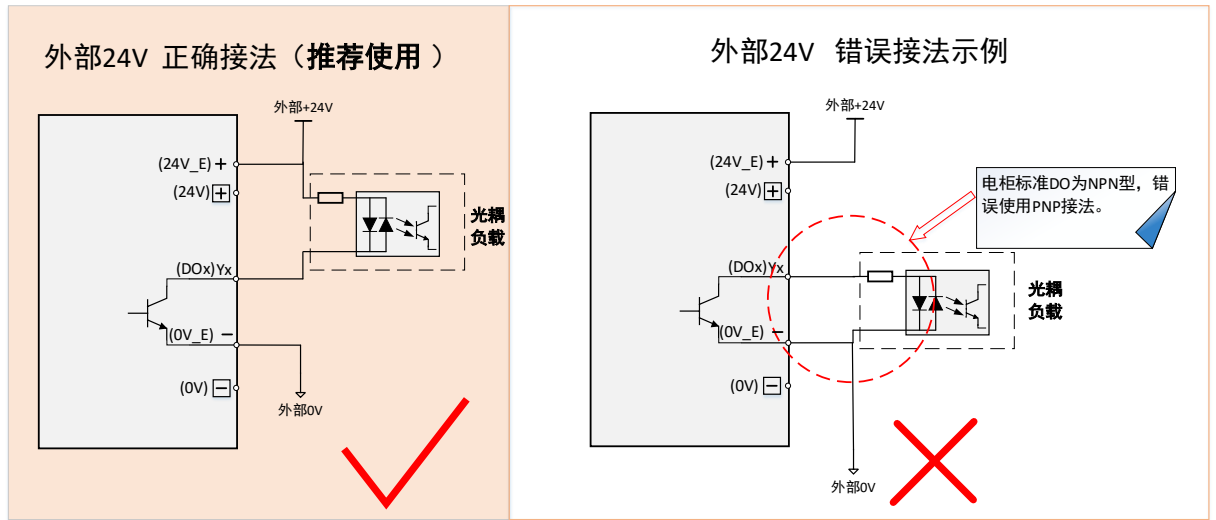 外部24V 正确接法（推荐使用 ）
外部+24V
(24V_E) +
(24V) +
光耦
负载
(DOx)Yx
(0V_E) −
(0V) −
外部0V
外部24V 错误接法示例
外部+24V
(24V_E) +
(24V) +
电柜标准DO为NPN型，错
误使用PNP接法。
(DOx)Yx
光耦
负载
(0V_E) −
(0V) −
外部0V